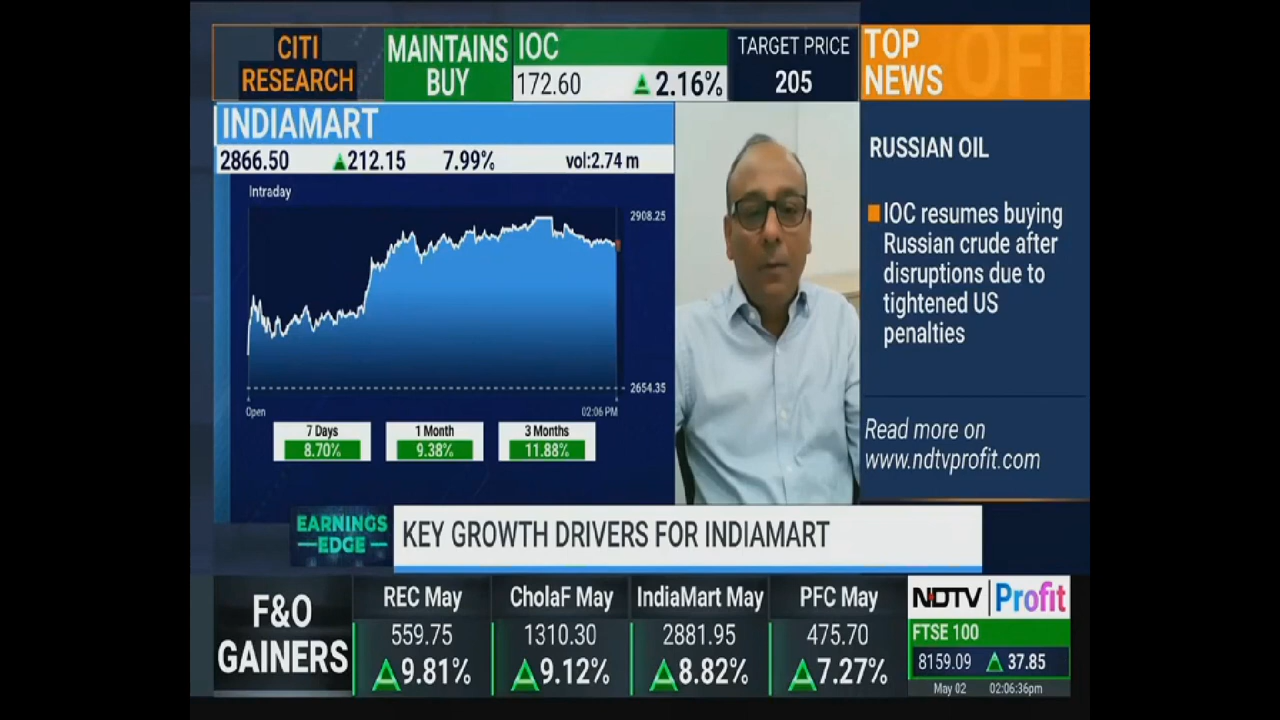 CITI
RESEARCH
MAINTAINS
BUY
IOC
172.60 2.16%
TARGET PRICE
205
TOP
NEWS
INDIAMART
2866.50 212.15 7.99% vol:2.74 m
Intraday
2908.25
2654.35
Open 02:06 PM
7 Days
8.70%
1 Month
9.38%
3 Months
11.88%
RUSSIAN OIL
IOC resumes buying
Russian crude after
disruptions due to
tightened US
penalties
Read more on
www.ndtvprofit.com
EARNINGS
EDGE
KEY GROWTH DRIVERS FOR INDIAMART
F&O
GAINERS
REC May
559.75
9.81%
CholaF May
1310.30
9.12%
IndiaMart May
2881.95
8.82%
PFC May
475.70
7.27%
NDTV Profit
FTSE 100
8159.09 37.85
May 02 02:06:36pm